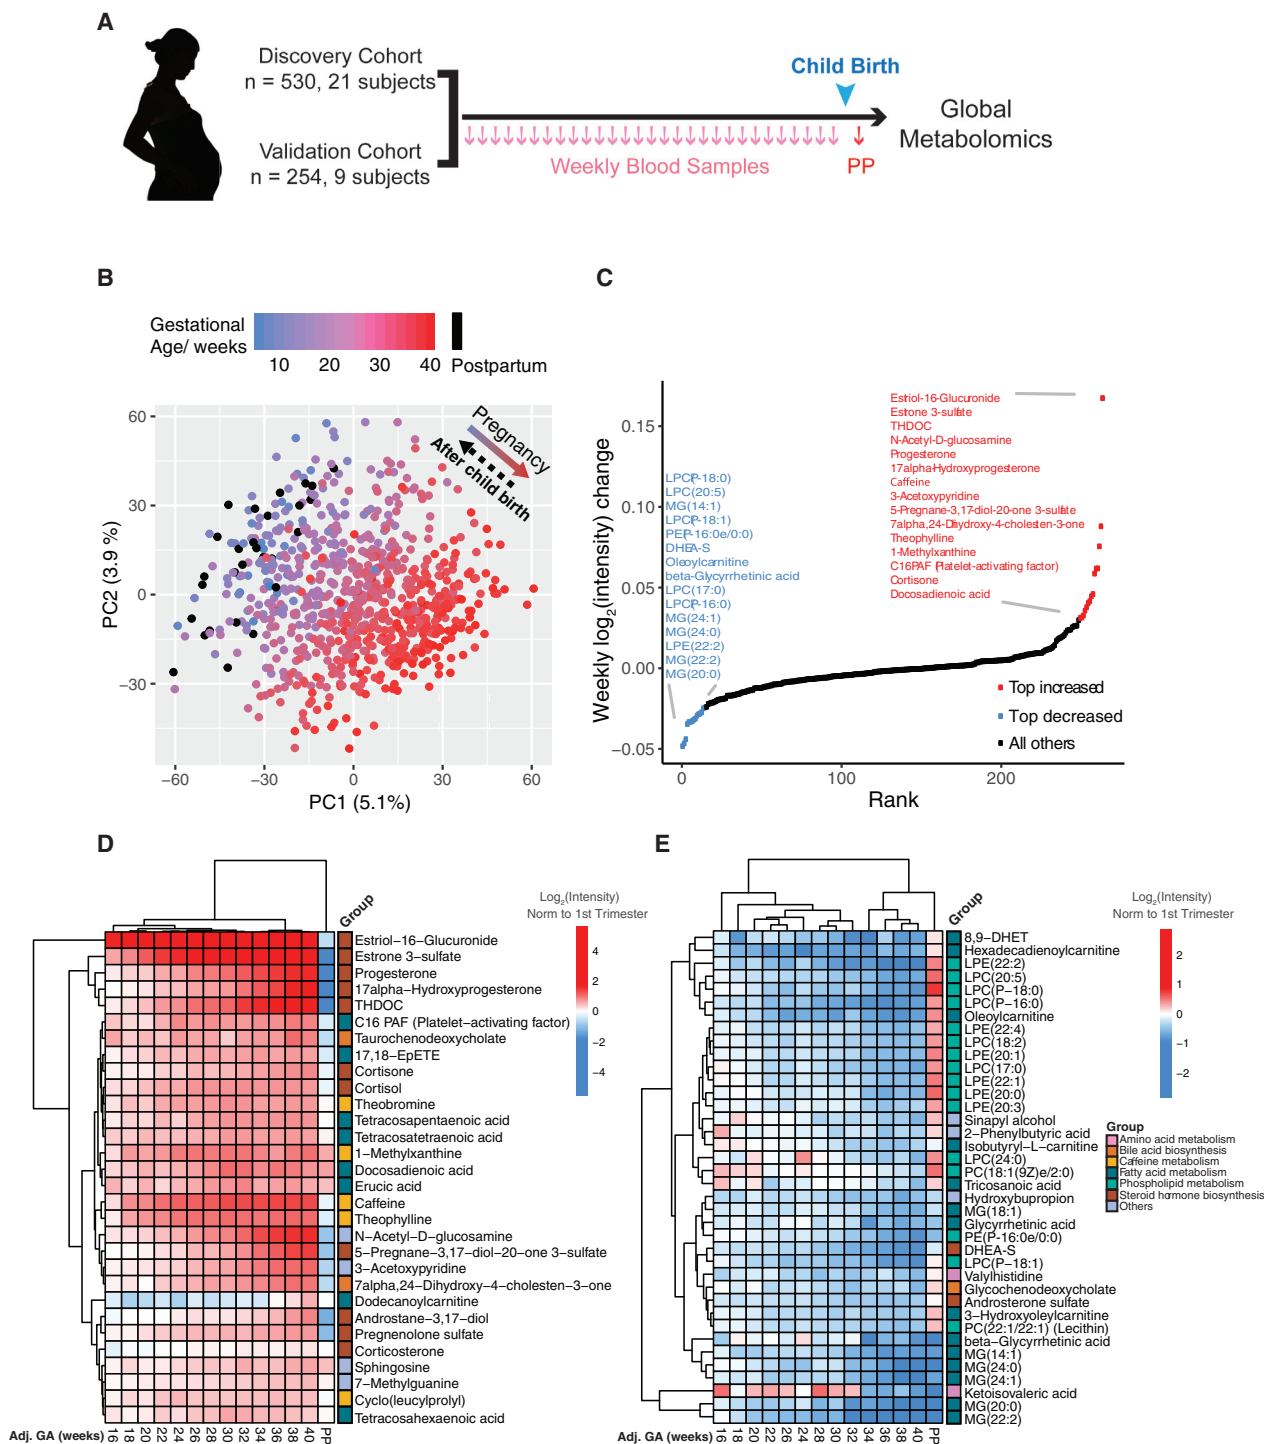 A
Discovery Cohort
n = 530, 21 subjects
Validation Cohort
n = 254, 9 subjects
Child Birth
Weekly Blood Samples
PP
Global
Metabolomics
B
Gestational
Age/ weeks
10 20 30 40 Postpartum
60
30
0
−30
PC2 (3.9 %)
Pregnancy
After child birth
−60 −30 0 30 60
PC1 (5.1%)
C
Weekly log2(intensity) change
0.15
0.10
0.05
0.00
−0.05
LPC(P-18:0)
LPC(20:5)
MG(14:1)
LPC(P-18:1)
PE(P-16:0e/0:0)
DHEA-S
Oleoylcarnitine
beta-Glycyrrhetinic acid
LPC(17:0)
LPC(P-16:0)
MG(24:1)
MG(24:0)
LPE(22:2)
MG(22:2)
MG(20:0)
Estriol-16-Glucuronide
Estrone 3-sulfate
THDOC
N-Acetyl-D-glucosamine
Progesterone
17alpha-Hydroxyprogesterone
Caffeine
3-Acetoxypyridine
5-Pregnane-3,17-diol-20-one 3-sulfate
7alpha,24-Dihydroxy-4-cholesten-3-one
Theophylline
1-Methylxanthine
C16PAF (Platelet-activating factor)
Cortisone
Docosadienoic acid
Top increased
Top decreased
All others
0 100 200
Rank
D
Group
Log2(Intensity)
Norm to 1st Trimester
4
2
0
−2
−4
Estriol−16−Glucuronide
Estrone 3−sulfate
Progesterone
17alpha−Hydroxyprogesterone
THDOC
C16 PAF (Platelet−activating factor)
Taurochenodeoxycholate
17,18−EpETE
Cortisone
Cortisol
Theobromine
Tetracosapentaenoic acid
Tetracosatetraenoic acid
1−Methylxanthine
Docosadienoic acid
Erucic acid
Caffeine
Theophylline
N−Acetyl−D−glucosamine
5−Pregnane−3,17−diol−20−one 3−sulfate
3−Acetoxypyridine
7alpha,24−Dihydroxy−4−cholesten−3−one
Dodecanoylcarnitine
Androstane−3,17−diol
Pregnenolone sulfate
Corticosterone
Sphingosine
7−Methylguanine
Cyclo(leucylprolyl)
Tetracosahexaenoic acid
Adj. GA (weeks) 16 18 20 22 24 26 28 30 32 34 36 38 40 PP
E
Group
Log2(Intensity)
Norm to 1st Trimester
2
1
0
−1
−2
8,9−DHET
Hexadecadienoylcarnitine
LPE(22:2)
LPC(20:5)
LPC(P−18:0)
LPC(P−16:0)
Oleoylcarnitine
LPE(22:4)
LPC(18:2)
LPE(20:1)
LPC(17:0)
LPE(22:1)
LPE(20:0)
LPE(20:3)
Sinapyl alcohol
2−Phenylbutyric acid
Isobutyryl−L−carnitine
LPC(24:0)
PC(18:1(9Z)e/2:0)
Tricosanoic acid
Hydroxybupropion
MG(18:1)
Glycyrrhetinic acid
PE(P-16:0e/0:0)
DHEA-S
LPC(P−18:1)
Valylhistidine
Glycochenodeoxycholate
Androsterone sulfate
3−Hydroxyoleylcarnitine
PC(22:1/22:1) (Lecithin)
beta−Glycyrrhetinic acid
MG(14:1)
MG(24:0)
MG(24:1)
Ketoisovaleric acid
MG(20:0)
MG(22:2)
Group
Amino acid metabolism
Bile acid biosynthesis
Caffeine metabolism
Fatty acid metabolism
Phospholipid metabolism
Steroid hormone biosynthesis
Others
Adj. GA (weeks) 16 18 20 22 26 24 28 30 32 34 36 38 40 PP